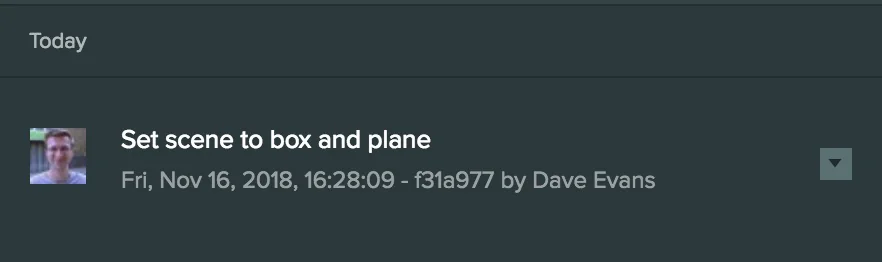 Today
Set scene to box and plane
Fri, Nov 16, 2018, 16:28:09 - f31a977 by Dave Evans